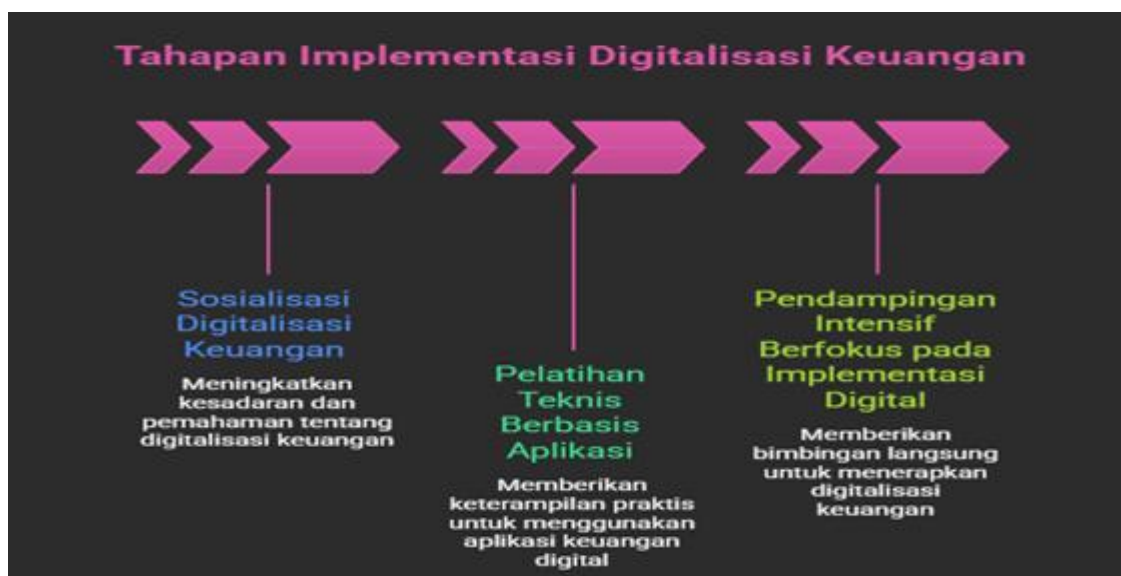 Tahapan Implementasi Digitalisasi Keuangan
Sosialisasi
Digitalisasi
Keuangan
Meningkatkan
kesadaran dan
pemahaman tentang
digitalisasi keuangan
Pelatihan
Teknis
Berbasis
Aplikasi
Memberikan
keterampilan praktis
untuk menggunakan
aplikasi keuangan
digital
Pendampingan
Intensif
Berfokus pada
Implementasi
Digital
Memberikan
bimbingan langsung
untuk menerapkan
digitalisasi
keuangan